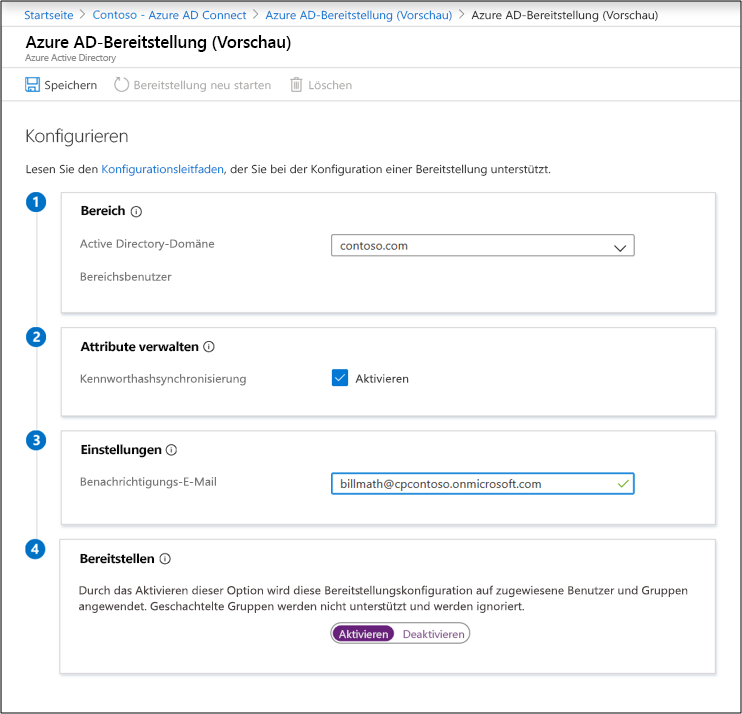 Startseite > Contoso - Azure AD Connect > Azure AD-Bereitstellung (Vorschau) > Azure AD-Bereitstellung (Vorschau)
Azure AD-Bereitstellung (Vorschau)
Azure Active Directory
Speichern Bereitstellung neu starten Löschen
Konfigurieren
Lesen Sie den Konfigurationsleitfaden, der Sie bei der Konfiguration einer Bereitstellung unterstützt.
1
Bereich
Active Directory-Domäne contoso.com
Bereichsbenutzer
2
Attribute verwalten
Kennworthashsynchronisierung Aktivieren
3
Einstellungen
Benachrichtigungs-E-Mail billmath@cpcontoso.onmicrosoft.com
4
Bereitstellen
Durch das Aktivieren dieser Option wird diese Bereitstellungskonfiguration auf zugewiesene Benutzer und Gruppen
angewendet. Geschachtelte Gruppen werden nicht unterstützt und werden ignoriert.
Aktivieren Deaktivieren